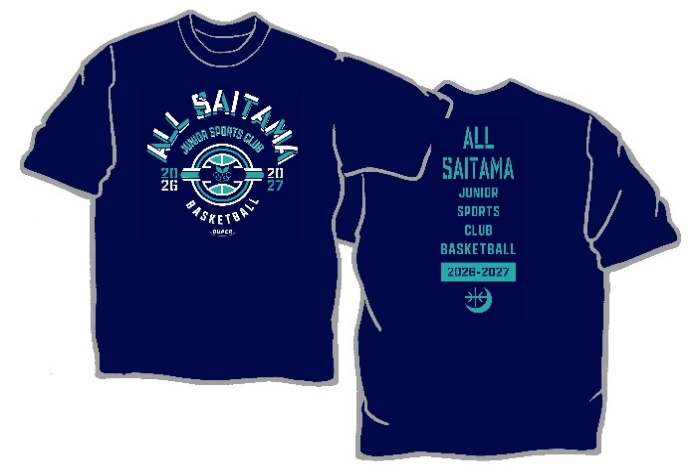 ALL SAITAMA
JUNIOR SPORTS CLUB
20 20
26 27
BASKETBALL
ALL
SAITAMA
JUNIOR
SPORTS
CLUB
BASKETBALL
2026-2027